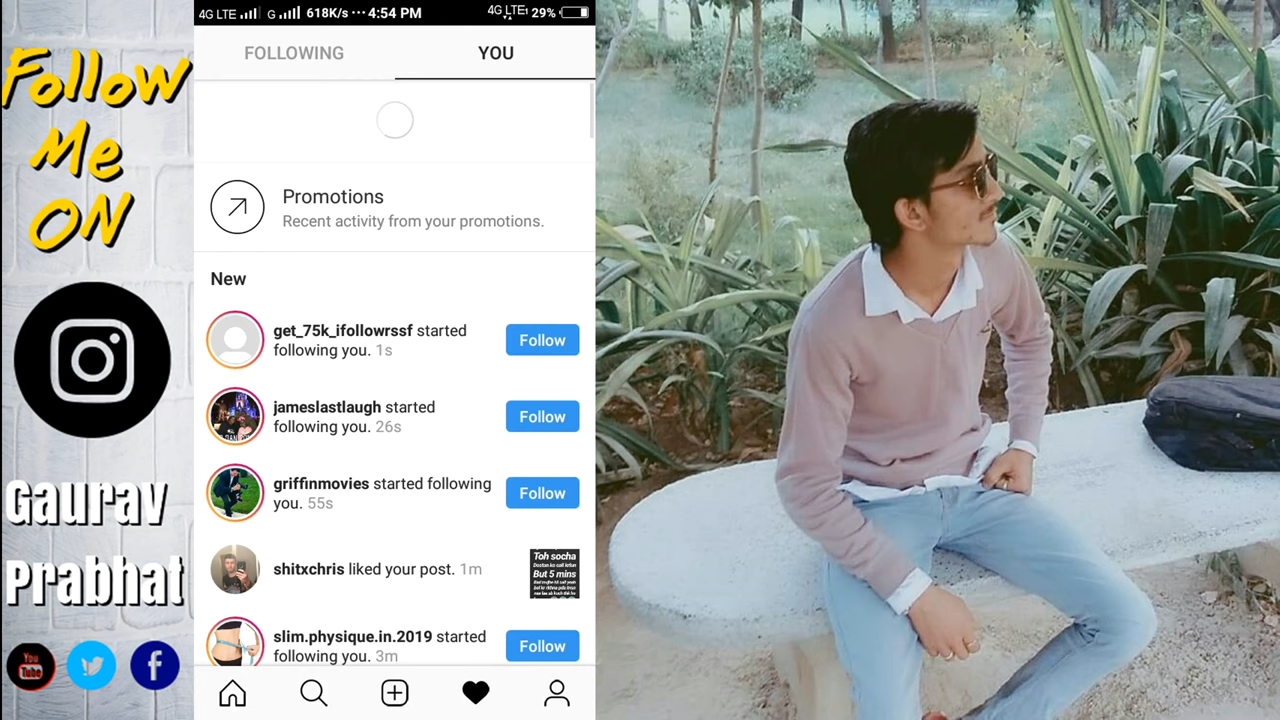 Follow
Me
ON
Gaurav
Prabhat
You
Tube
4G LTE G 618K/s ··· 4:54 PM 4G LTE 29%
FOLLOWING YOU
Promotions
Recent activity from your promotions.
New
get_75k_ifollowrssf started
following you. 1s
Follow
jameslastlaugh started
following you. 26s
Follow
griffinmovies started following
you. 55s
Follow
shitxchris liked your post. 1m
Toh socha
But 5 mins
slim.physique.in.2019 started
following you. 3m
Follow